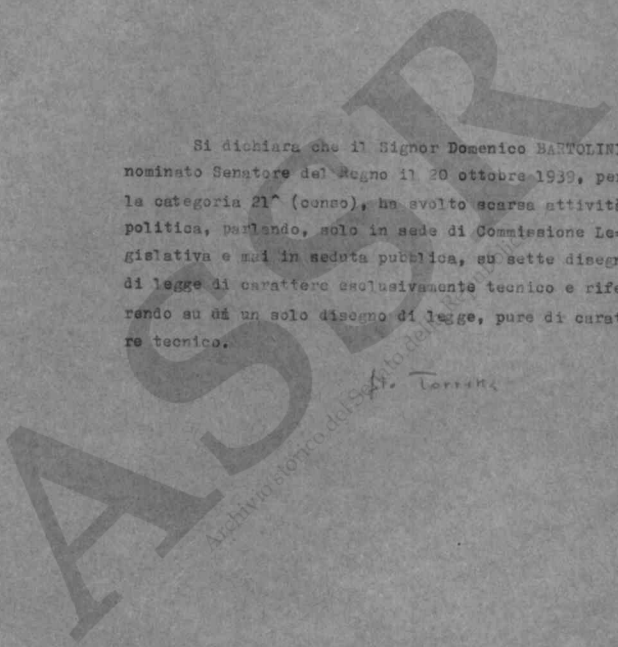 Si dichiara che il Signor Domenico BARTOLINI
nominato Senatore del Regno il 20 ottobre 1939, per
la categoria 21^ (censo), ha svolto scarsa attività
politica, parlando, solo in sede di Commissione Le-
gislativa e mai in seduta pubblica, su sette disegn
di legge di carattere esclusivamente tecnico e rife
rendo su di un solo disegno di legge, pure di carat
re tecnico.
ASSR
Archivio storico del Senato della Repubblica